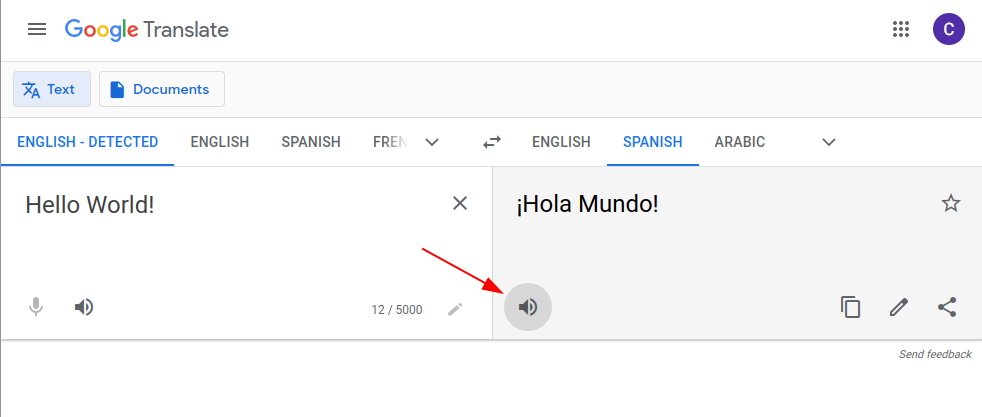 Google Translate
C
Text Documents
ENGLISH - DETECTED ENGLISH SPANISH FREN ENGLISH SPANISH ARABIC
Hello World! ¡Hola Mundo!
12 / 5000
Send feedback